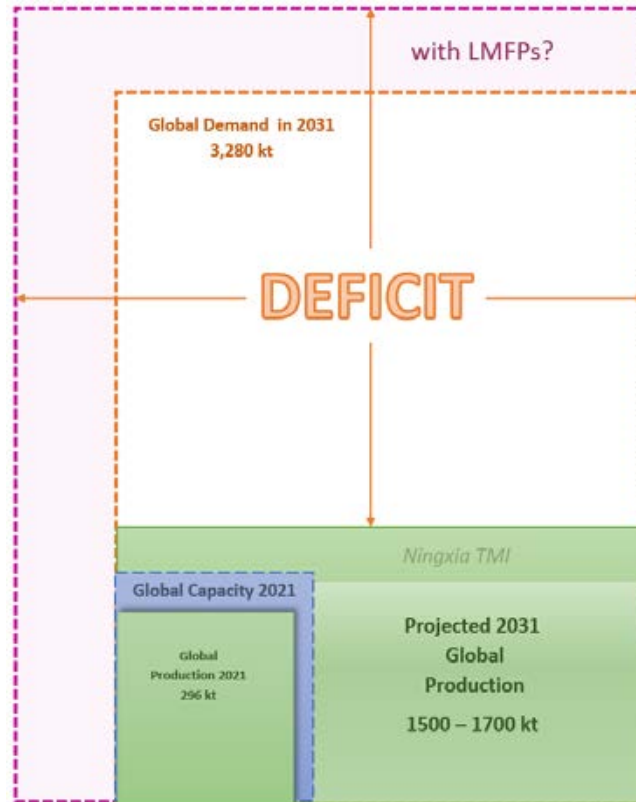 with LMFPs?
Global Demand in 2031
3,280 kt
DEFICIT
Ningxia TMI
Global Capacity 2021
Global
Production 2021
296 kt
Projected 2031
Global
Production
1500 – 1700 kt